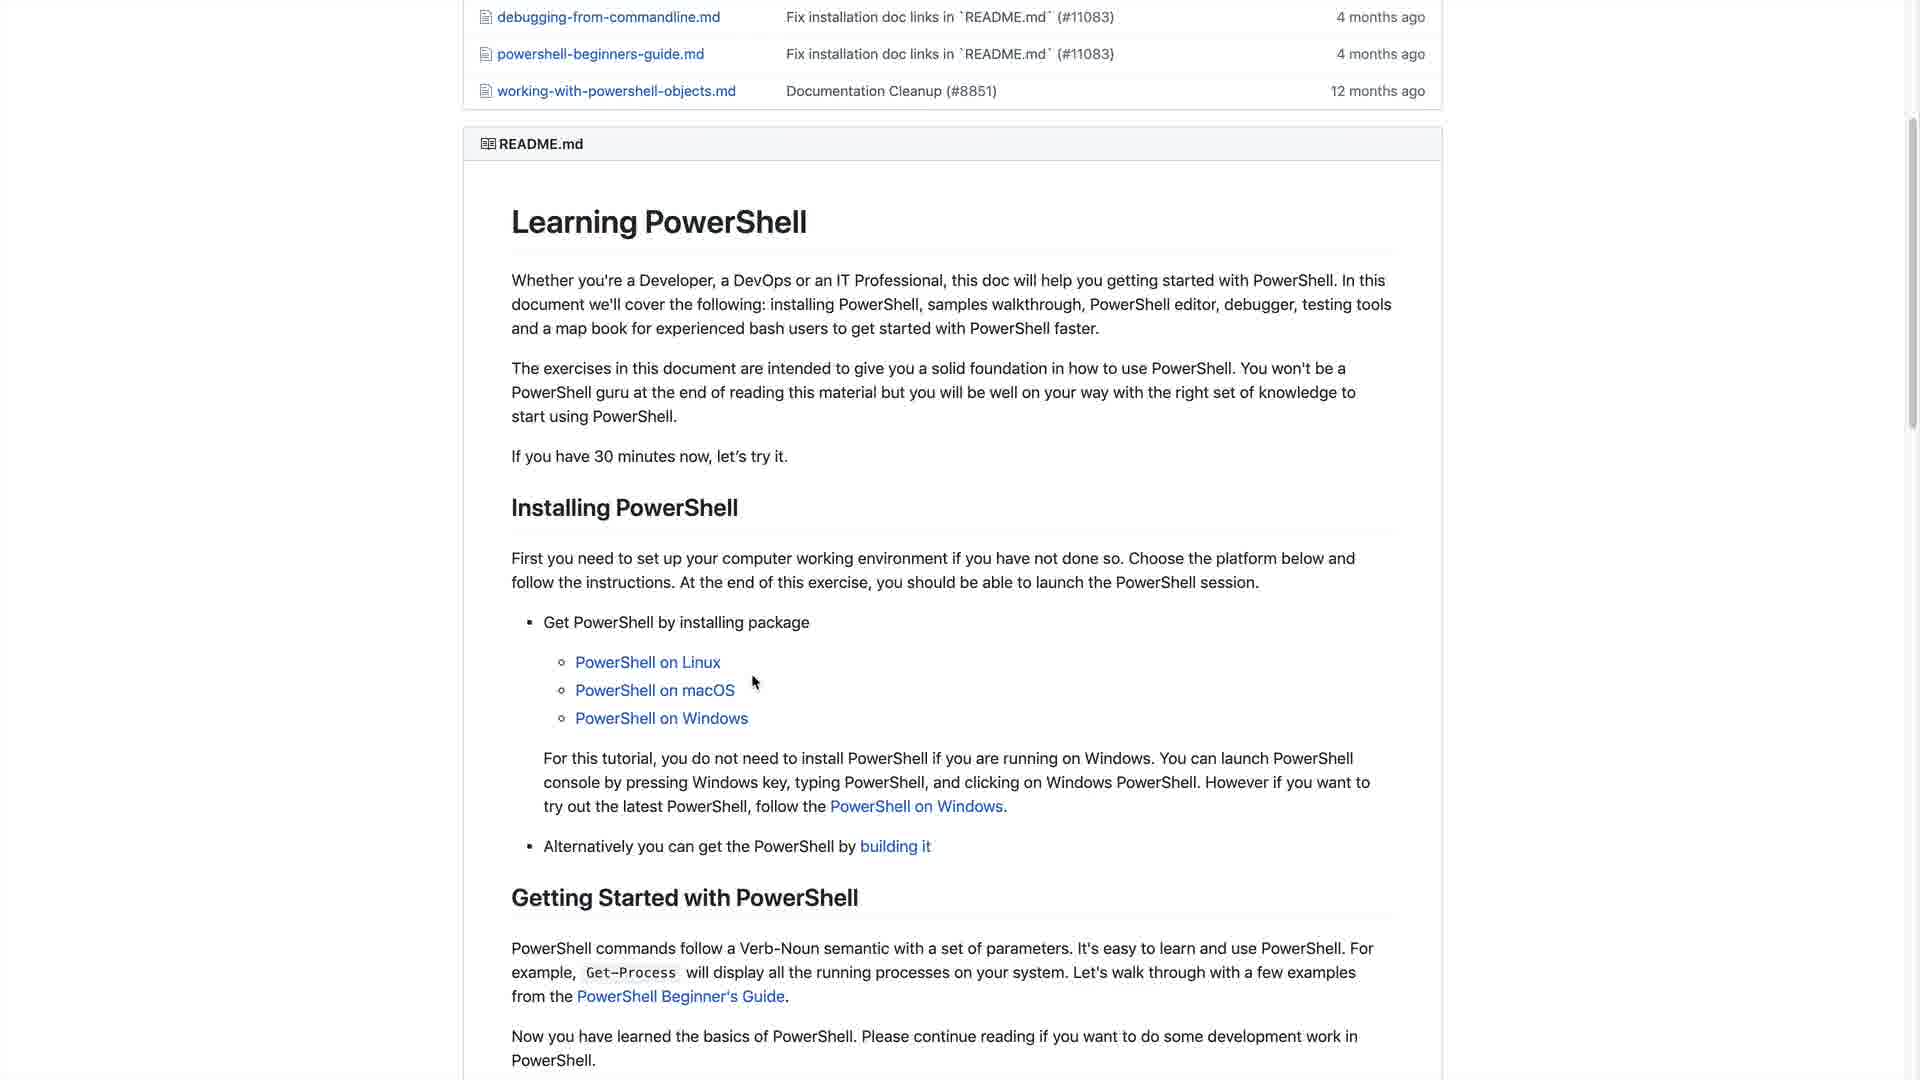 debugging-from-commandline.md Fix installation doc links in `README.md` (#11083) 4 months ago
powershell-beginners-guide.md Fix installation doc links in `README.md` (#11083) 4 months ago
working-with-powershell-objects.md Documentation Cleanup (#8851) 12 months ago
README.md
Learning PowerShell
Whether you're a Developer, a DevOps or an IT Professional, this doc will help you getting started with PowerShell. In this
document we'll cover the following: installing PowerShell, samples walkthrough, PowerShell editor, debugger, testing tools
and a map book for experienced bash users to get started with PowerShell faster.
The exercises in this document are intended to give you a solid foundation in how to use PowerShell. You won't be a
PowerShell guru at the end of reading this material but you will be well on your way with the right set of knowledge to
start using PowerShell.
If you have 30 minutes now, let’s try it.
Installing PowerShell
First you need to set up your computer working environment if you have not done so. Choose the platform below and
follow the instructions. At the end of this exercise, you should be able to launch the PowerShell session.
• Get PowerShell by installing package
◦ PowerShell on Linux
◦ PowerShell on macOS
◦ PowerShell on Windows
For this tutorial, you do not need to install PowerShell if you are running on Windows. You can launch PowerShell
console by pressing Windows key, typing PowerShell, and clicking on Windows PowerShell. However if you want to
try out the latest PowerShell, follow the PowerShell on Windows.
• Alternatively you can get the PowerShell by building it
Getting Started with PowerShell
PowerShell commands follow a Verb-Noun semantic with a set of parameters. It's easy to learn and use PowerShell. For
example, Get-Process will display all the running processes on your system. Let's walk through with a few examples
from the PowerShell Beginner's Guide.
Now you have learned the basics of PowerShell. Please continue reading if you want to do some development work in
PowerShell.